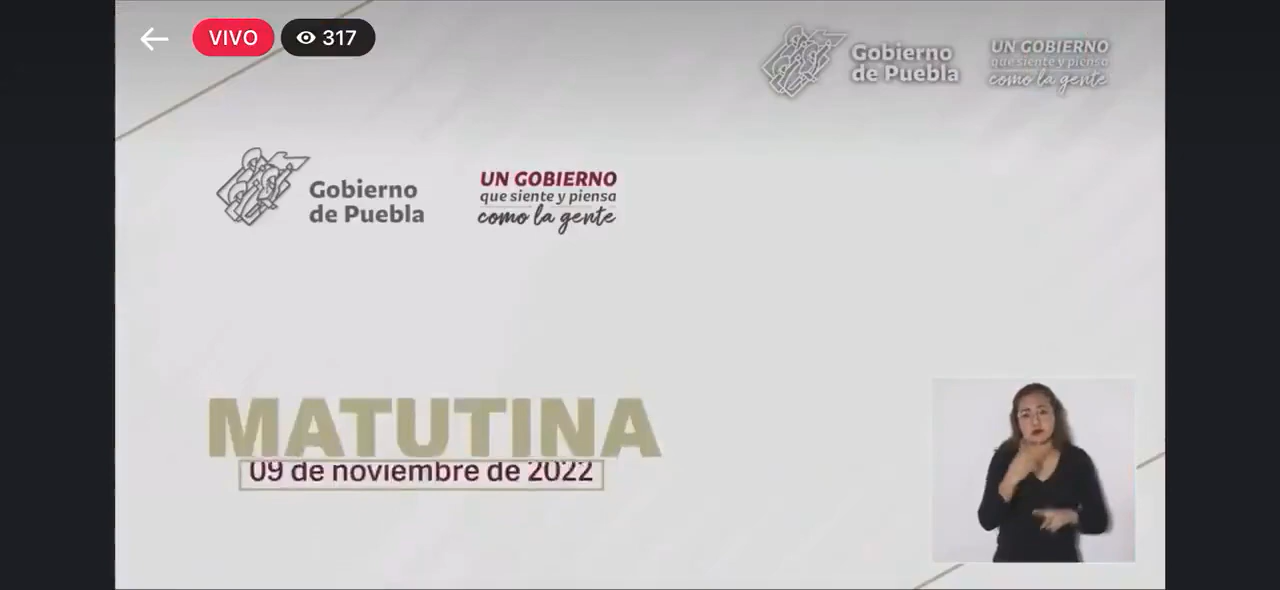 VIVO 317
Gobierno
de Puebla
UN GOBIERNO
que siente y piensa
como la gente
Gobierno
de Puebla
UN GOBIERNO
que siente y piensa
como la gente
MATUTINA
09 de noviembre de 2022